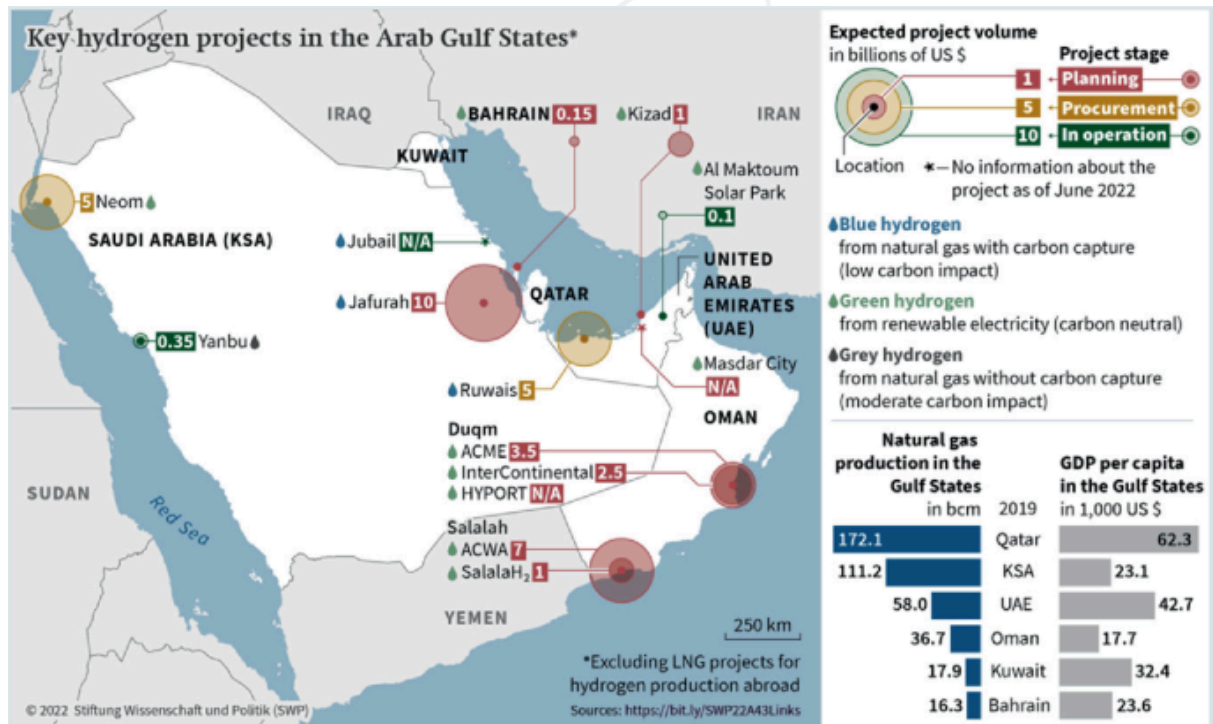 Key hydrogen projects in the Arab Gulf States*
IRAQ
BAHRAIN 0.15
Kizad 1
IRAN
KUWAIT
Al Maktoum
Solar Park
0.1
5 Neom
SAUDI ARABIA (KSA)
Jubail N/A
UNITED
ARAB
EMIRATES
(UAE)
QATAR
Jafurah 10
0.35 Yanbu
Masdar City
N/A
Ruwais 5
OMAN
Duqm
ACME 3.5
InterContinental 2.5
HYPORT N/A
SUDAN
Red Sea
Salalah
ACWA 7
SalalaH₂ 1
YEMEN
250 km
*Excluding LNG projects for
hydrogen production abroad
© 2022 Stiftung Wissenschaft und Politik (SWP)
Sources: https://bit.ly/SWP22A43Links
Expected project volume
in billions of US $
Project stage
1 Planning
5 Procurement
10 In operation
Location
* – No information about the
project as of June 2022
Blue hydrogen
from natural gas with carbon capture
(low carbon impact)
Green hydrogen
from renewable electricity (carbon neutral)
Grey hydrogen
from natural gas without carbon capture
(moderate carbon impact)
Natural gas
production in the
Gulf States
in bcm
2019
GDP per capita
in the Gulf States
in 1,000 US $
172.1 Qatar 62.3
111.2 KSA 23.1
58.0 UAE 42.7
36.7 Oman 17.7
17.9 Kuwait 32.4
16.3 Bahrain 23.6